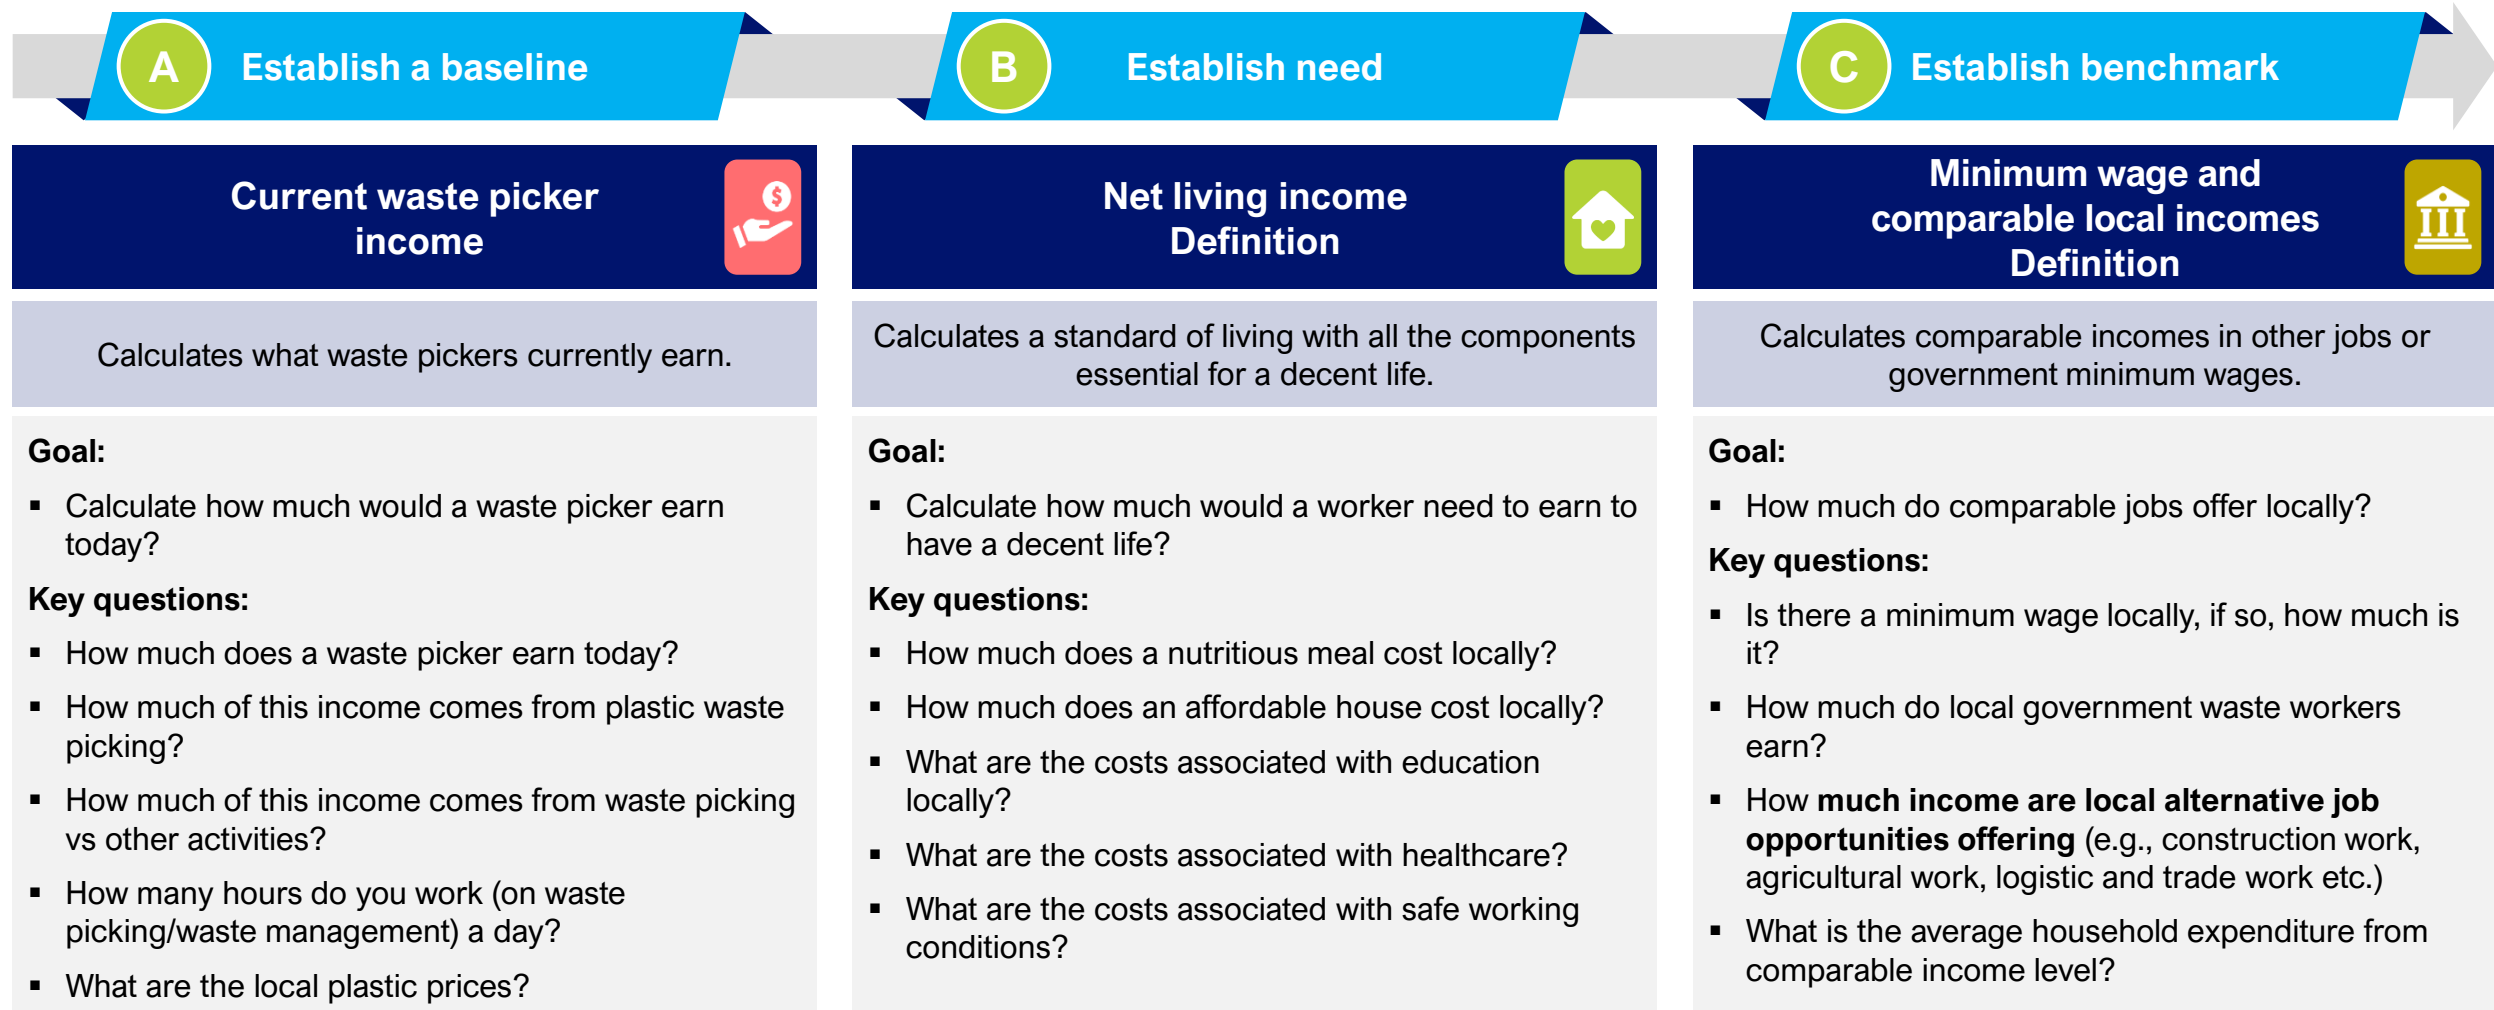 A
Establish a baseline
B
Establish need
C
Establish benchmark
Current waste picker
income
$
Calculates what waste pickers currently earn.
Goal:
▪ Calculate how much would a waste picker earn
today?
Key questions:
▪ How much does a waste picker earn today?
▪ How much of this income comes from plastic waste
picking?
▪ How much of this income comes from waste picking
vs other activities?
▪ How many hours do you work (on waste
picking/waste management) a day?
▪ What are the local plastic prices?
Net living income
Definition
Calculates a standard of living with all the components
essential for a decent life.
Goal:
▪ Calculate how much would a worker need to earn to
have a decent life?
Key questions:
▪ How much does a nutritious meal cost locally?
▪ How much does an affordable house cost locally?
▪ What are the costs associated with education
locally?
▪ What are the costs associated with healthcare?
▪ What are the costs associated with safe working
conditions?
Minimum wage and
comparable local incomes
Definition
Calculates comparable incomes in other jobs or
government minimum wages.
Goal:
▪ How much do comparable jobs offer locally?
Key questions:
▪ Is there a minimum wage locally, if so, how much is
it?
▪ How much do local government waste workers
earn?
▪ How much income are local alternative job
opportunities offering (e.g., construction work,
agricultural work, logistic and trade work etc.)
▪ What is the average household expenditure from
comparable income level?